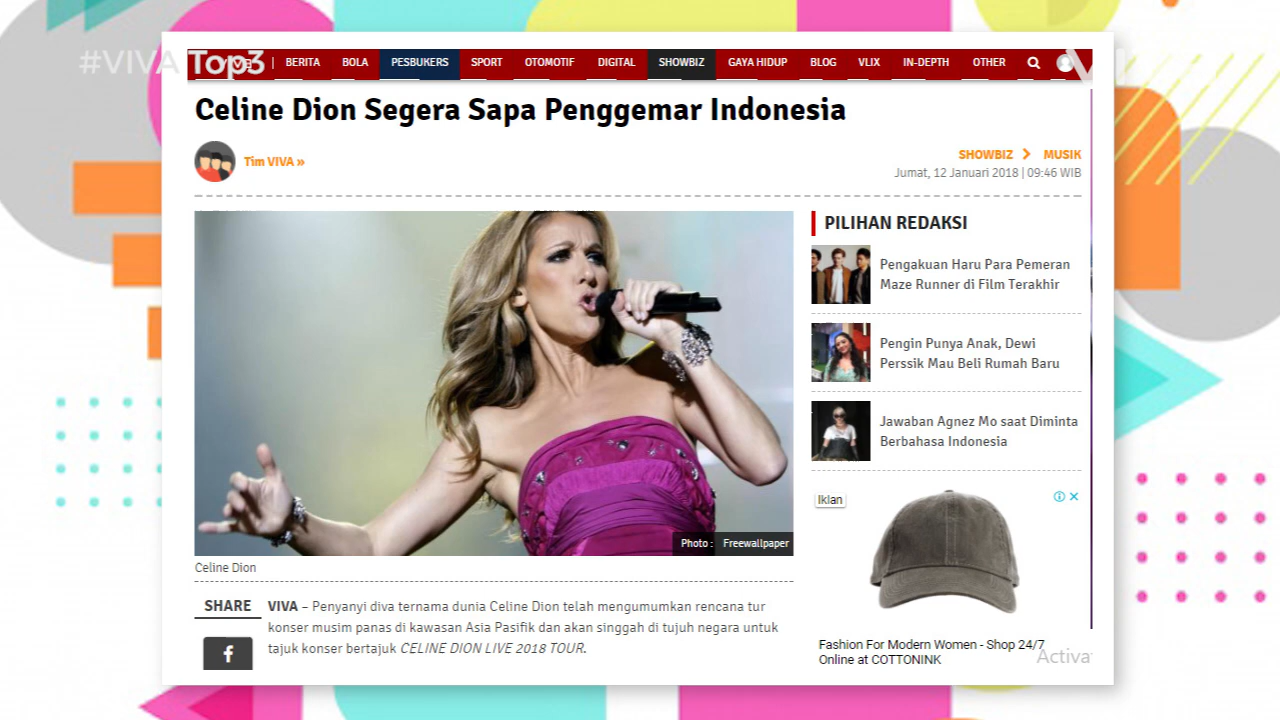 #VIVA Top3
BERITA BOLA PESBUKERS SPORT OTOMOTIF DIGITAL SHOWBIZ GAYA HIDUP BLOG VLIX IN-DEPTH OTHER
Celine Dion Segera Sapa Penggemar Indonesia
Tim VIVA »
SHOWBIZ > MUSIK
Jumat, 12 Januari 2018 | 09:46 WIB
Photo : Freewallpaper
Celine Dion
SHARE
VIVA – Penyanyi diva ternama dunia Celine Dion telah mengumumkan rencana tur
konser musim panas di kawasan Asia Pasifik dan akan singgah di tujuh negara untuk
tajuk konser bertajuk CELINE DION LIVE 2018 TOUR.
PILIHAN REDAKSI
Pengakuan Haru Para Pemeran
Maze Runner di Film Terakhir
Pengin Punya Anak, Dewi
Perssik Mau Beli Rumah Baru
Jawaban Agnez Mo saat Diminta
Berbahasa Indonesia
Iklan
Fashion For Modern Women - Shop 24/7
Online at COTTONINK